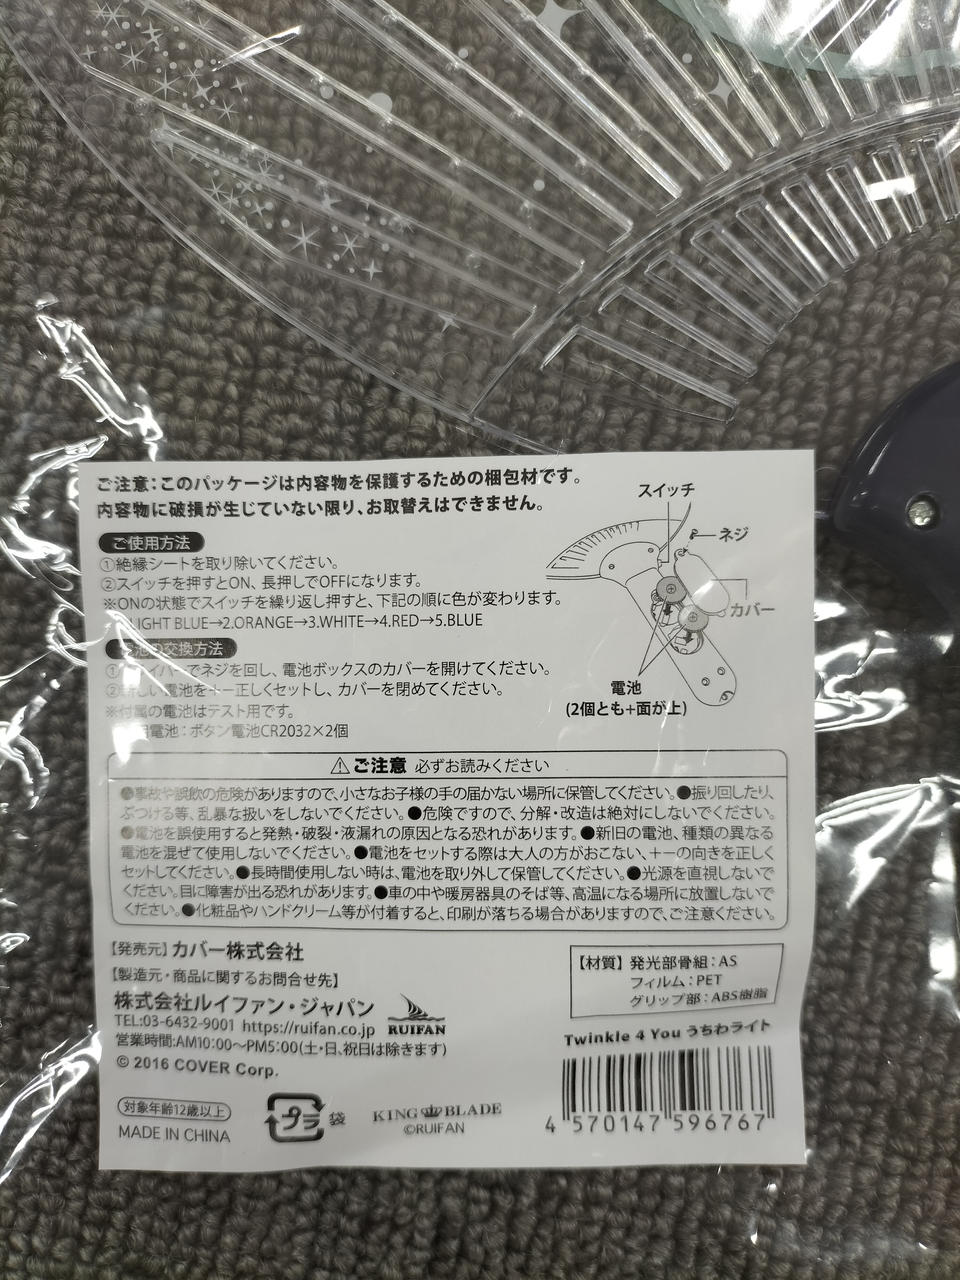 ご注意：このパッケージは内容物を保護するための梱包材です。
内容物に破損が生じていない限り、お取替えはできません。
ご使用方法
①絶縁シートを取り除いてください。
②スイッチを押すとON、長押しでOFFになります。
※ONの状態でスイッチを繰り返し押すと、下記の順に色が変わります。
LIGHT BLUE→2.ORANGE→3.WHITE→4.RED→5.BLUE
電池の交換方法
①ドライバーでネジを回し、電池ボックスのカバーを開けてください。
②新しい電池を＋－正しくセットし、カバーを閉めてください。
※付属の電池はテスト用です。
電池：ボタン電池CR2032×2個
スイッチ
ネジ
カバー
電池
(2個とも+面が上)
⚠ご注意 必ずお読みください
●事故や誤飲の危険がありますので、小さなお子様の手の届かない場所に保管してください。●振り回したり、
ぶつける等、乱暴な扱いをしないでください。●危険ですので、分解・改造は絶対にしないでください。
●電池を誤使用すると発熱・破裂・液漏れの原因となる恐れがあります。●新旧の電池、種類の異なる
電池を混ぜて使用しないでください。●電池をセットする際は大人の方がおこない、＋－の向きを正しく
セットしてください。●長時間使用しない時は、電池を取り外して保管してください。●光源を直視しないで
ください。目に障害が出る恐れがあります。●車の中や暖房器具のそば等、高温になる場所に放置しないで
ください。●化粧品やハンドクリーム等が付着すると、印刷が落ちる場合がありますので、ご注意ください。
【発売元】カバー株式会社
【製造元・商品に関するお問合せ先】
株式会社ルイファン・ジャパン
TEL:03-6432-9001 https://ruifan.co.jp
営業時間:AM10:00～PM5:00(土・日、祝日は除きます)
© 2016 COVER Corp.
RUIFAN
【材質】発光部骨組：AS
フィルム：PET
グリップ部：ABS樹脂
Twinkle 4 You うちわライト
4 570147 596767
対象年齢12歳以上
MADE IN CHINA
プラ
袋
KING BLADE
©RUIFAN